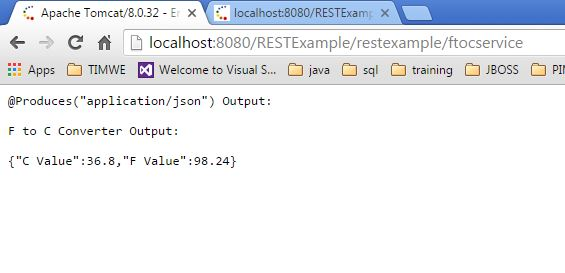 Apache Tomcat/8.0.32 - Er
localhost:8080/RESTExamp
localhost:8080/RESTExample/restexample/ftocservice
Apps TIMWE Welcome to Visual S... java sql training JBOSS PIN
@Produces("application/json") Output:
F to C Converter Output:
{"C Value":36.8,"F Value":98.24}